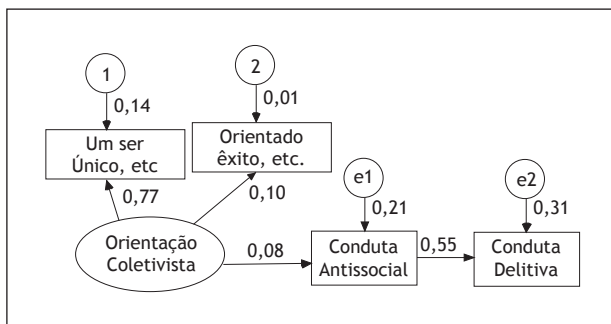 1
2
0,14
0,01
Um ser
Único, etc
Orientado
êxito, etc.
e1
e2
0,77
0,10
0,21
0,31
Orientação
Coletivista
0,08
Conduta
Antissocial
0,55
Conduta
Delitiva